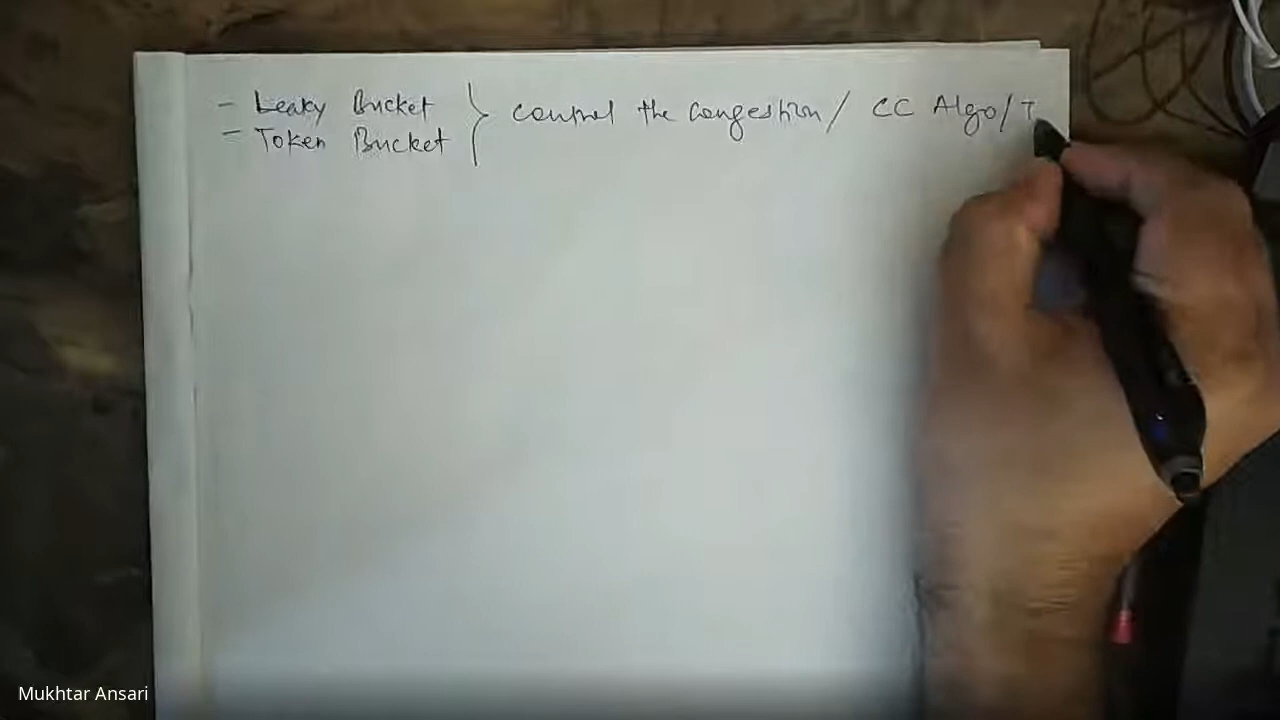 - Leaky Bucket } control the congestion / CC Algo / T
- Token Bucket
Mukhtar Ansari